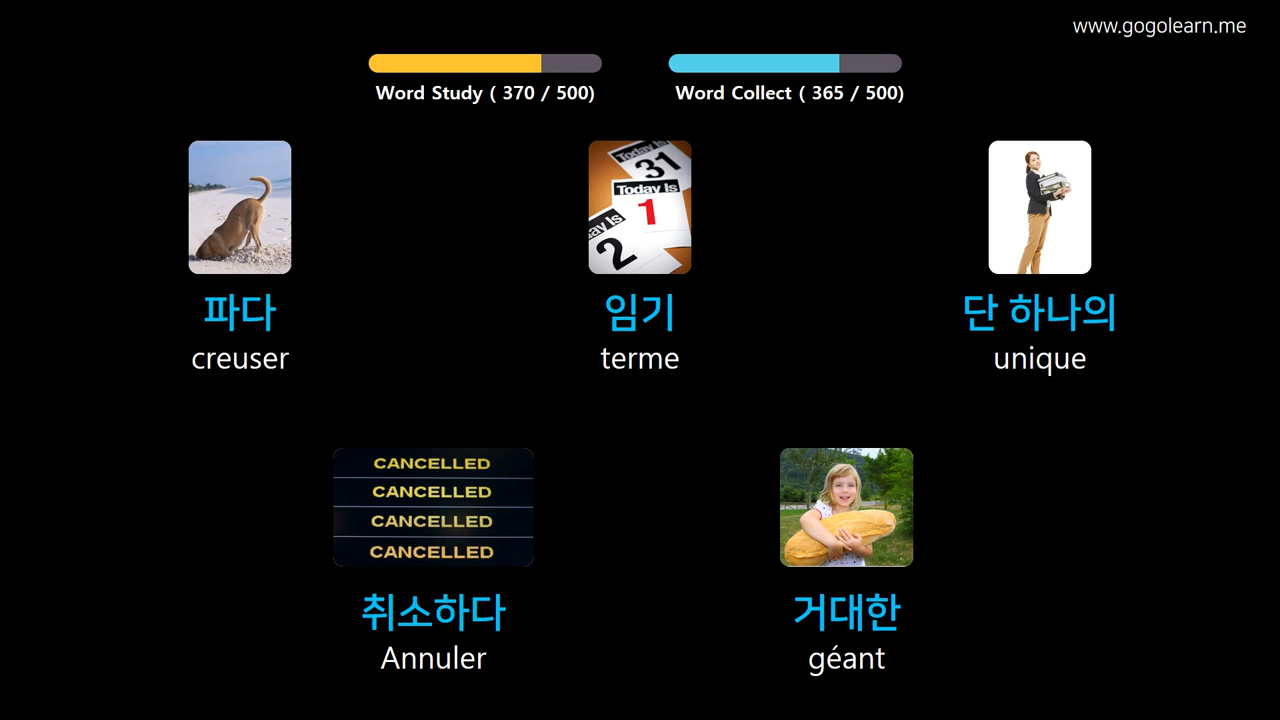 www.gogolearn.me
Word Study ( 370 / 500)
Word Collect ( 365 / 500)
Today Is
31
Today Is
1
ay Is
2
파다
creuser
임기
terme
단 하나의
unique
CANCELLED
CANCELLED
CANCELLED
CANCELLED
취소하다
Annuler
거대한
géant